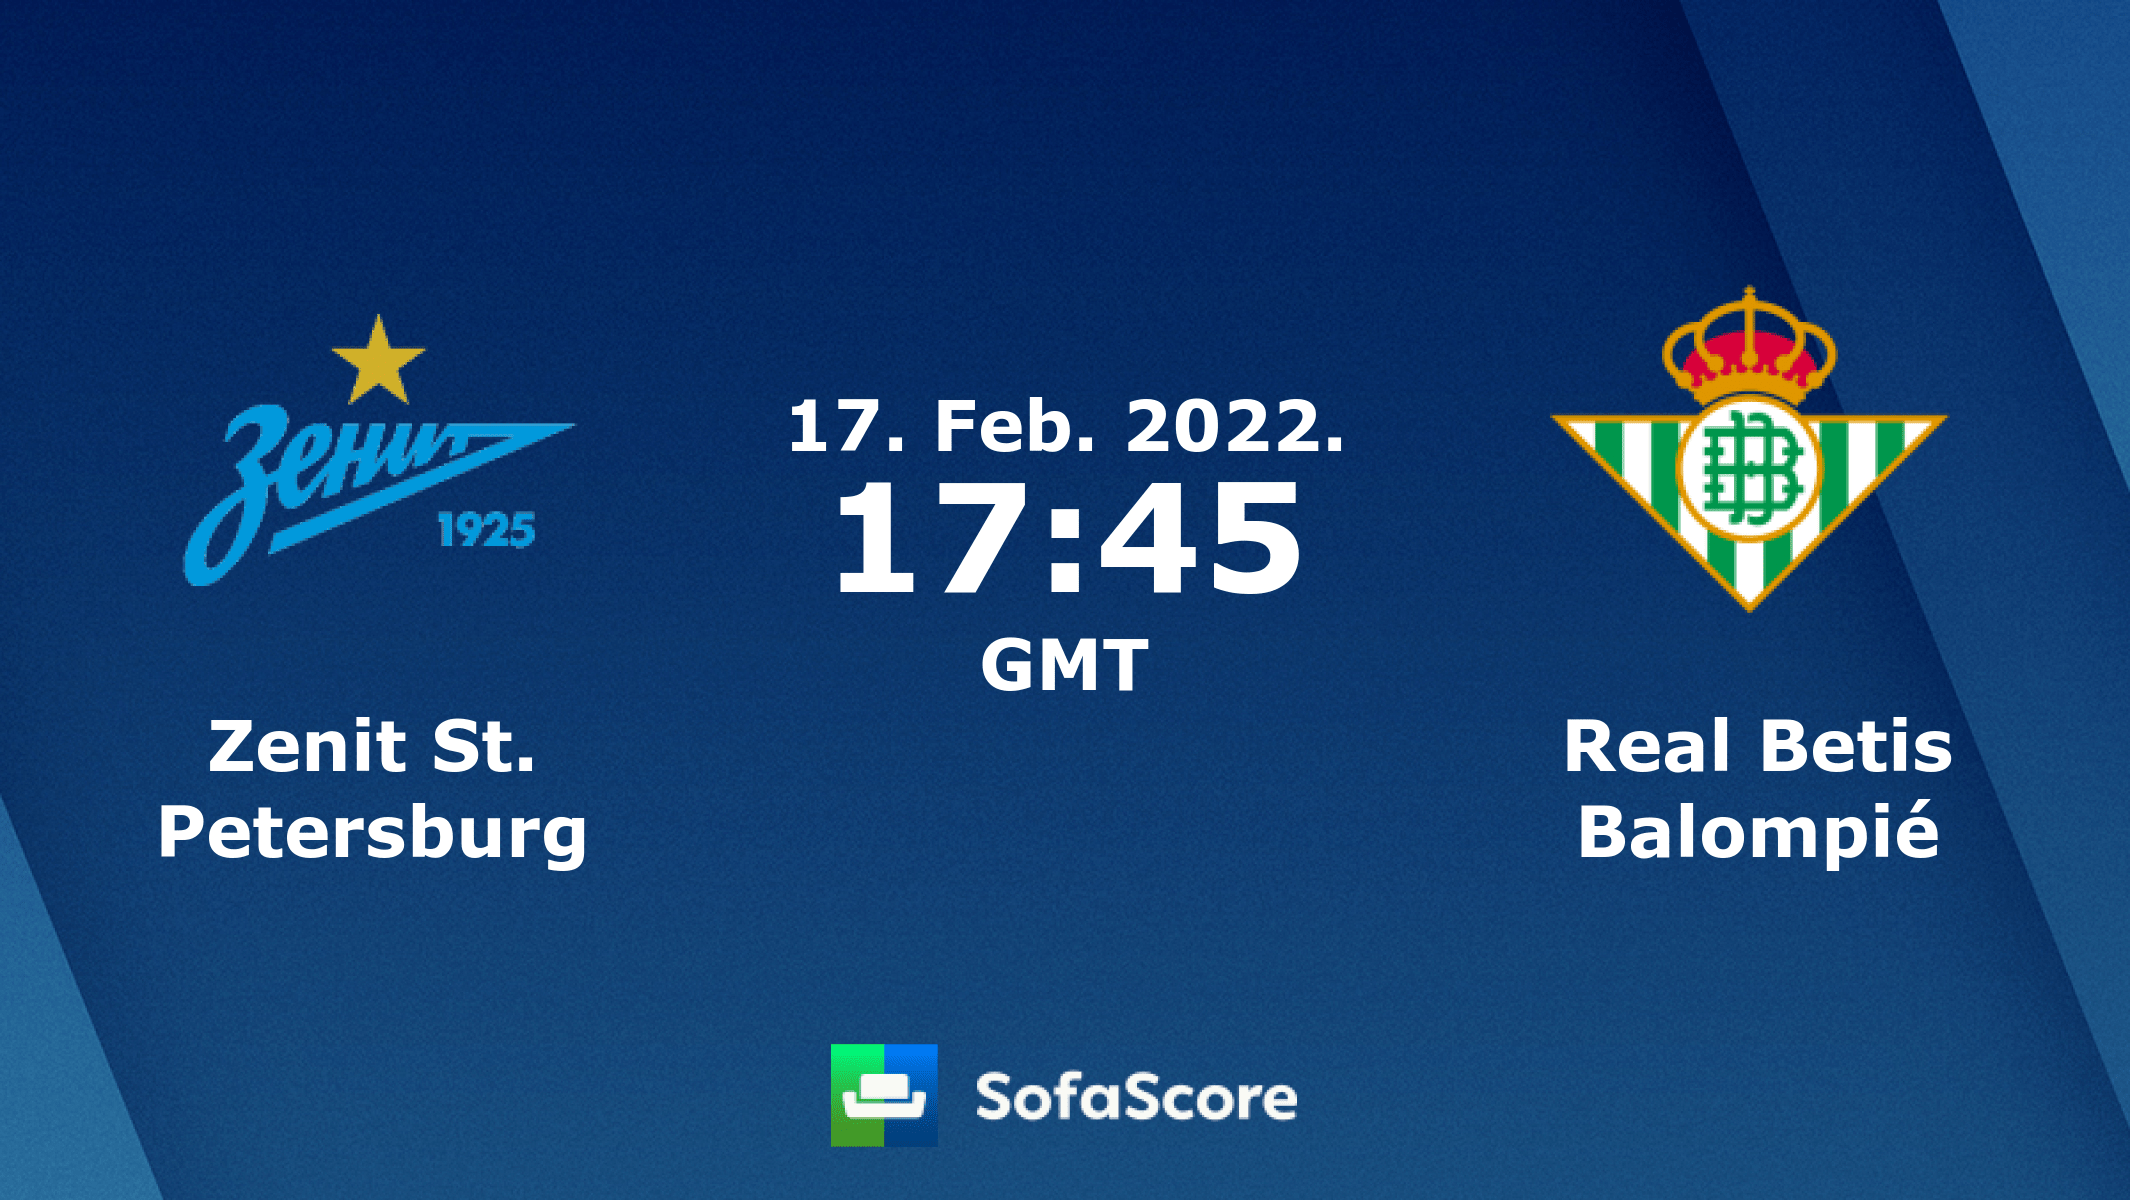 Зенит
1925
17. Feb. 2022.
17:45
GMT
Zenit St.
Petersburg
Real Betis
Balompié
SofaScore